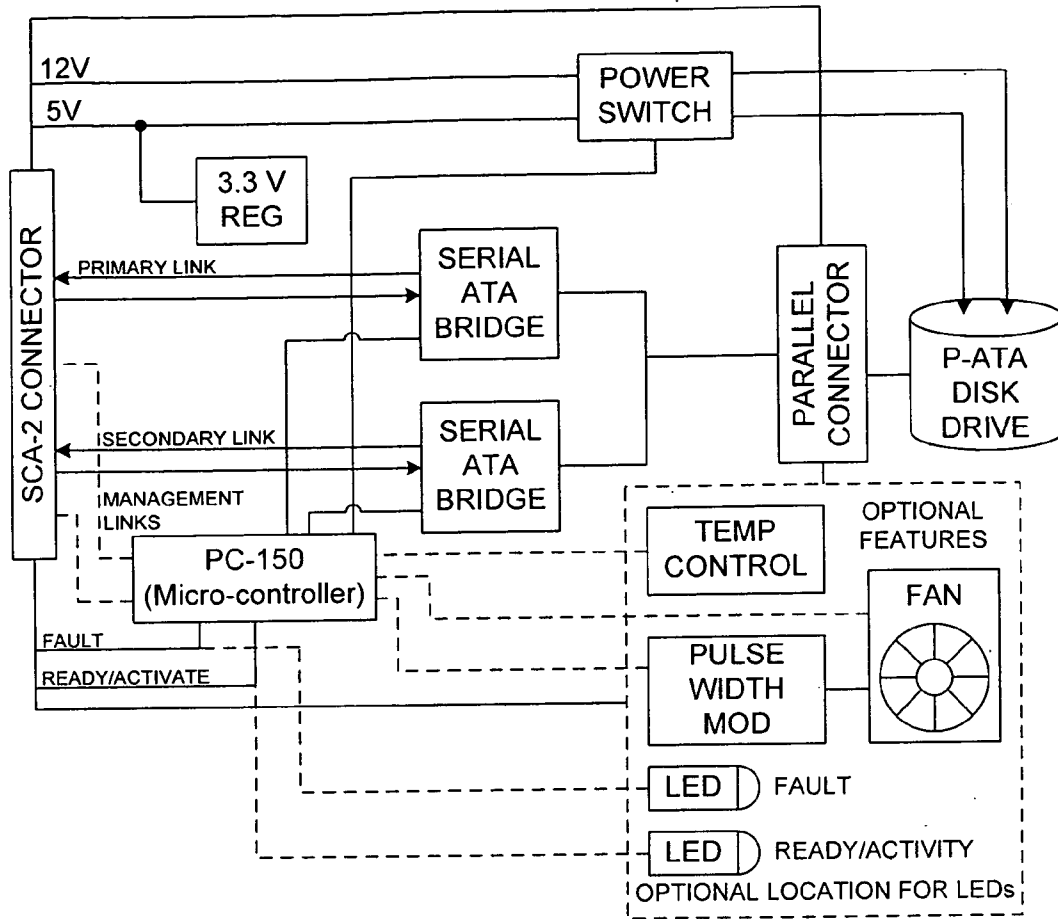 12V
5V
POWER
SWITCH
3.3 V
REG
SCA-2 CONNECTOR
PRIMARY LINK
SERIAL
ATA
BRIDGE
PARALLEL
CONNECTOR
P-ATA
DISK
DRIVE
SECONDARY LINK
SERIAL
ATA
BRIDGE
MANAGEMENT
LINKS
PC-150
(Micro-controller)
TEMP
CONTROL
OPTIONAL
FEATURES
FAN
FAULT
READY/ACTIVATE
PULSE
WIDTH
MOD
LED FAULT
LED READY/ACTIVITY
OPTIONAL LOCATION FOR LEDs